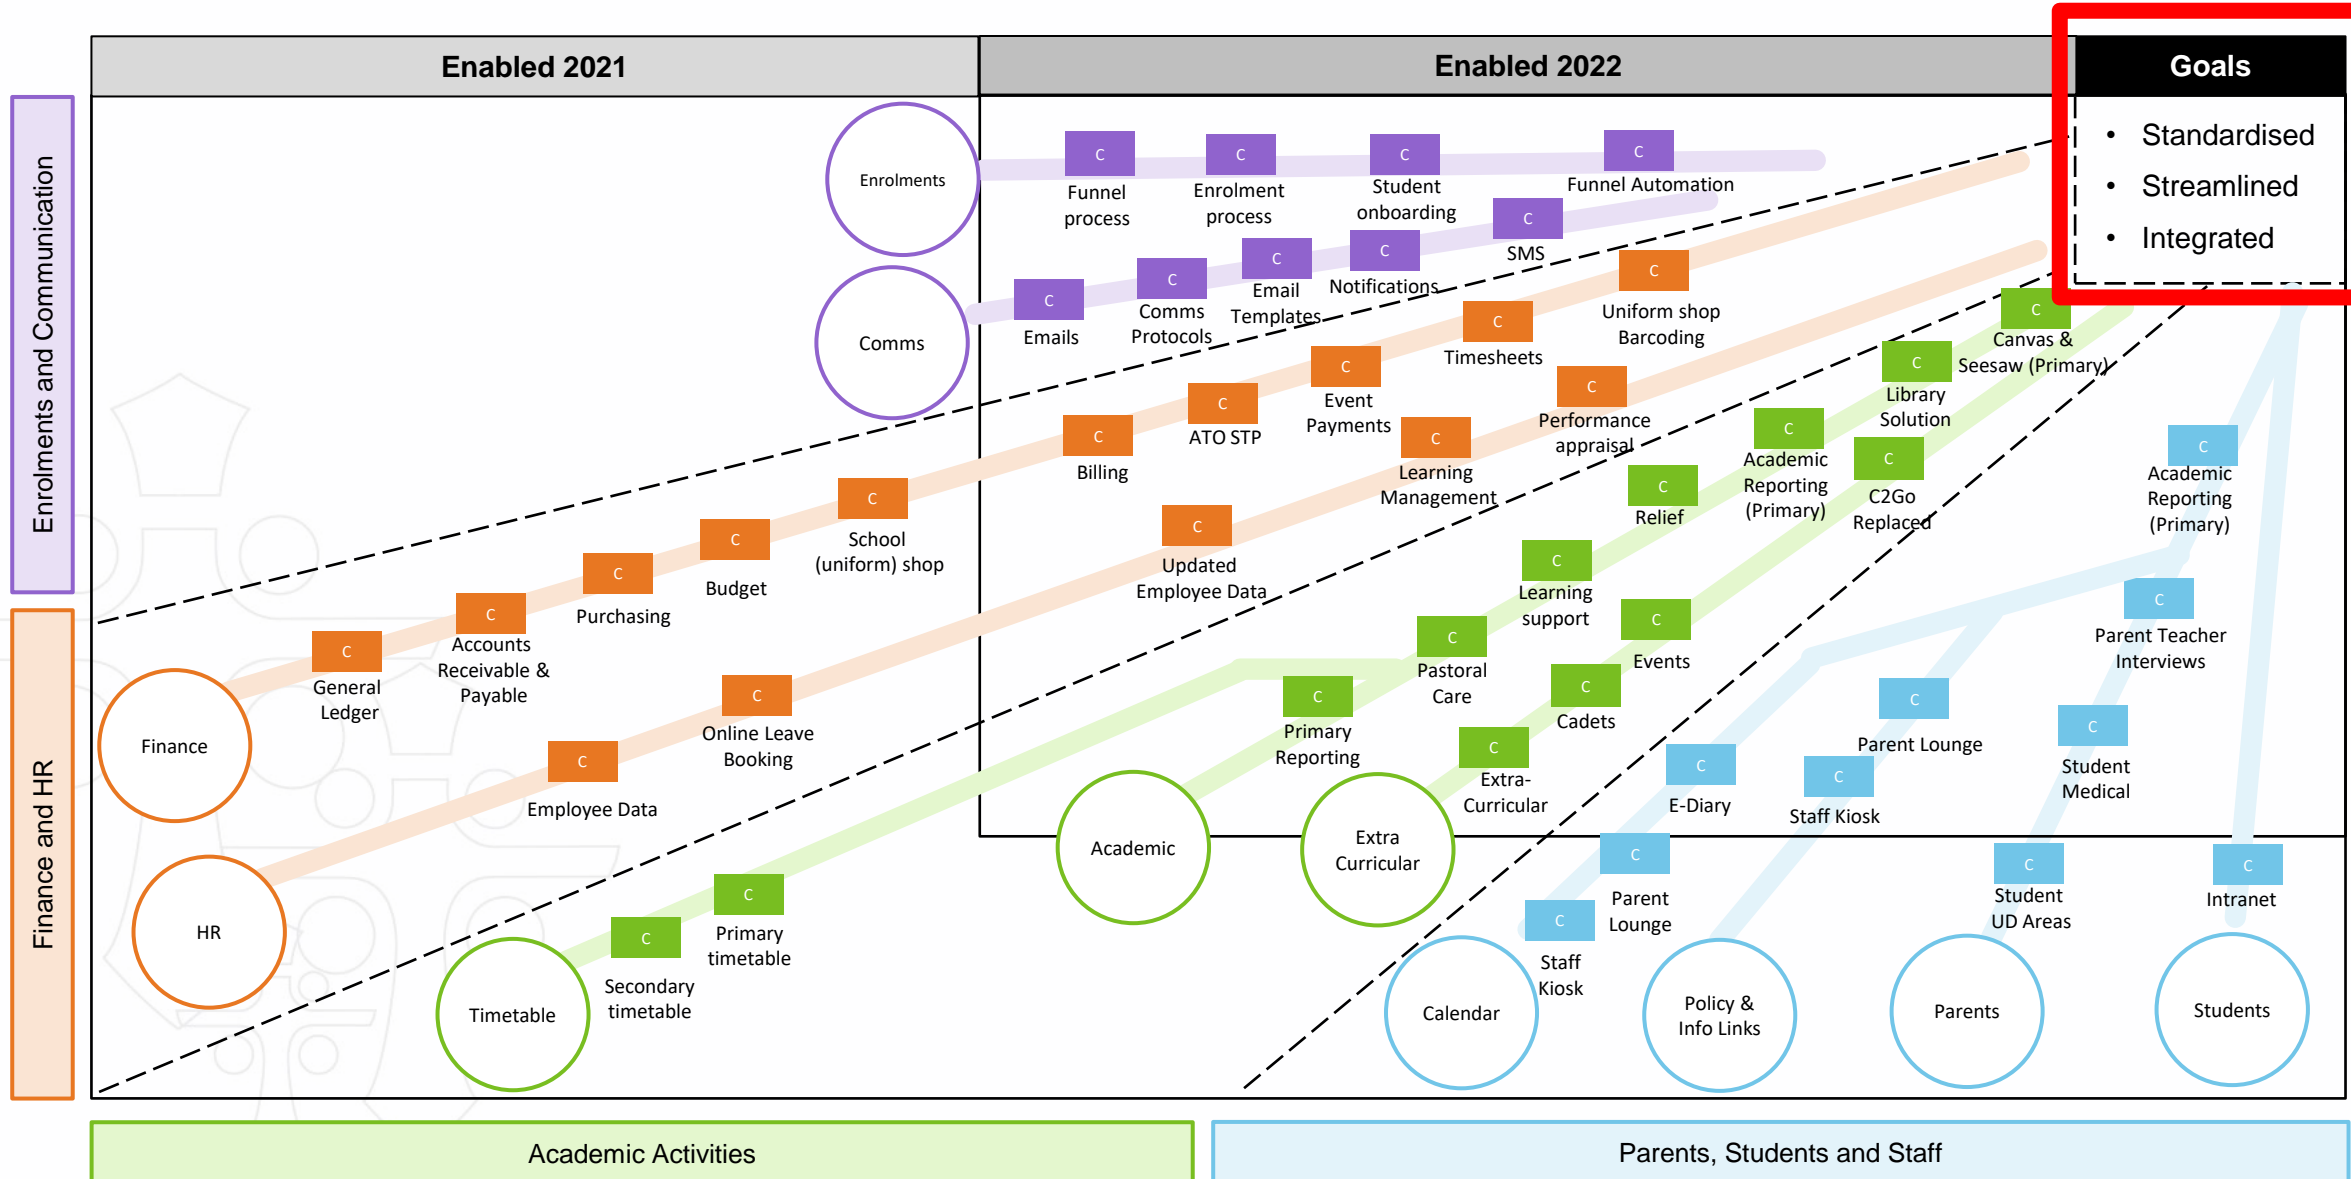 Enabled 2021
Enabled 2022
Goals
• Standardised
• Streamlined
• Integrated
Enrolments and Communication
Finance and HR
Enrolments
C
Funnel
process
C
Enrolment
process
C
Student
onboarding
C
Funnel Automation
Comms
C
Emails
C
Comms
Protocols
C
Email
Templates
C
Notifications
C
SMS
Finance
C
General
Ledger
C
Accounts
Receivable &
Payable
C
Purchasing
C
Budget
C
School
(uniform) shop
C
Billing
C
ATO STP
C
Event
Payments
C
Timesheets
C
Uniform shop
Barcoding
HR
C
Employee Data
C
Online Leave
Booking
C
Updated
Employee Data
C
Learning
Management
C
Performance
appraisal
Timetable
C
Secondary
timetable
C
Primary
timetable
Academic
C
Primary
Reporting
C
Pastoral
Care
C
Learning
support
C
Relief
C
Academic
Reporting
(Primary)
C
Library
Solution
C
Canvas &
Seesaw (Primary)
Extra
Curricular
C
Extra-
Curricular
C
Cadets
C
Events
C
C2Go
Replaced
Calendar
C
Staff
Kiosk
C
Parent
Lounge
C
E-Diary
Policy &
Info Links
C
Staff Kiosk
C
Parent Lounge
Parents
C
Student
UD Areas
C
Student
Medical
C
Parent Teacher
Interviews
C
Academic
Reporting
(Primary)
Students
C
Intranet
Academic Activities
Parents, Students and Staff